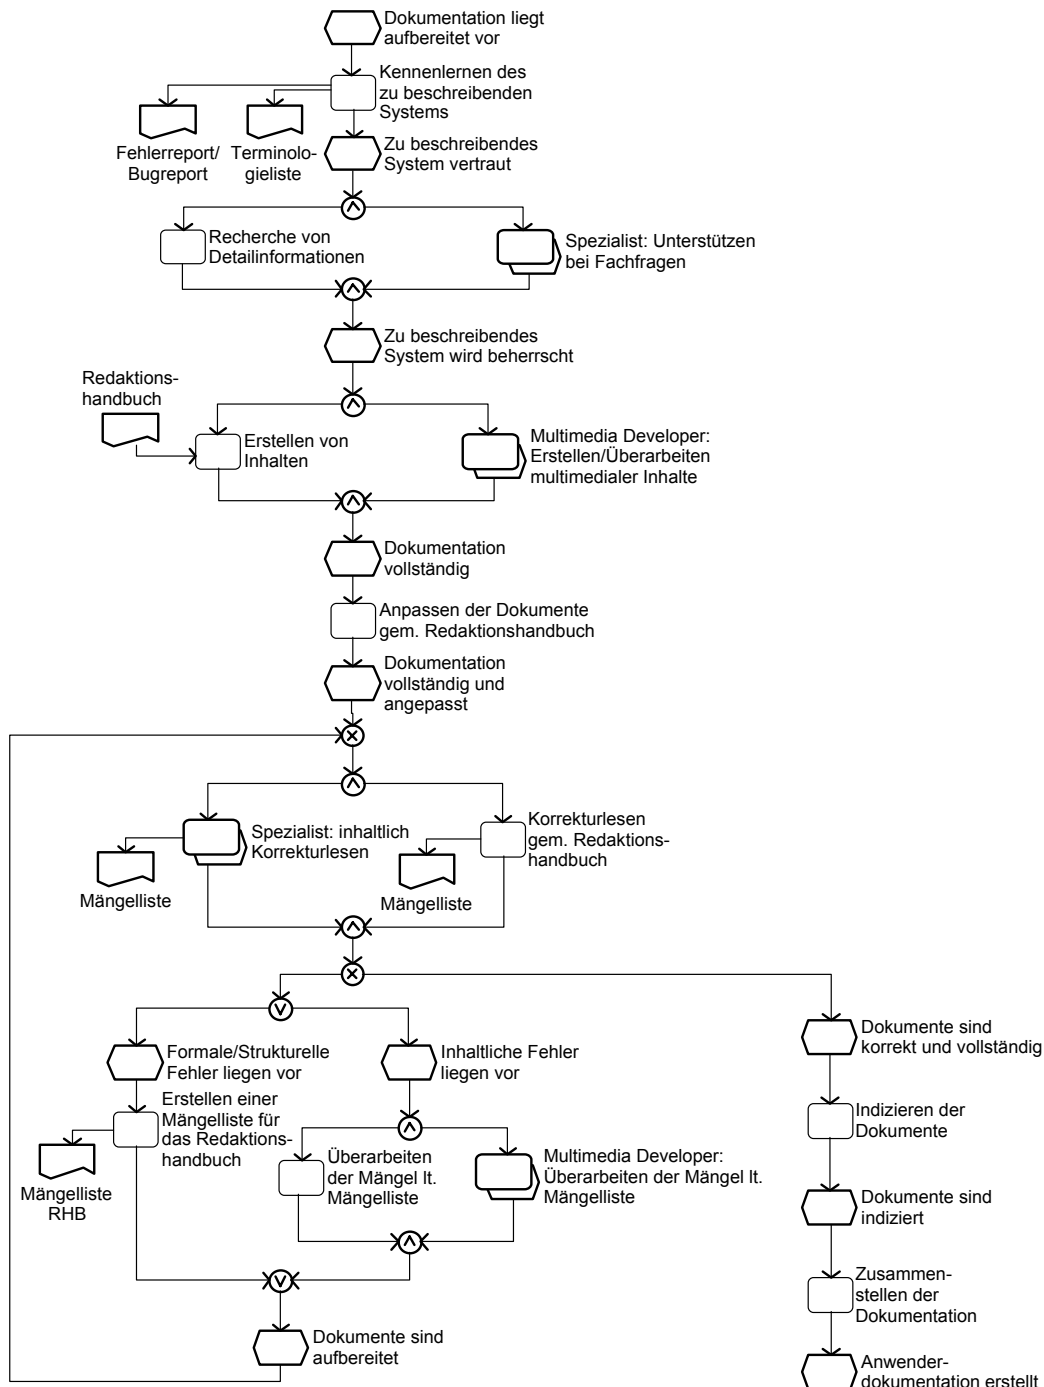 Dokumentation liegt
aufbereitet vor
Kennenlernen des
zu beschreibenden
Systems
Fehlerreport/
Bugreport
Terminolo-
gieliste
Zu beschreibendes
System vertraut
Recherche von
Detailinformationen
Spezialist: Unterstützen
bei Fachfragen
Zu beschreibendes
System wird beherrscht
Redaktions-
handbuch
Erstellen von
Inhalten
Multimedia Developer:
Erstellen/Überarbeiten
multimedialer Inhalte
Dokumentation
vollständig
Anpassen der Dokumente
gem. Redaktionshandbuch
Dokumentation
vollständig und
angepasst
Spezialist: inhaltlich
Korrekturlesen
Mängelliste
Korrekturlesen
gem. Redaktions-
handbuch
Mängelliste
Formale/Strukturelle
Fehler liegen vor
Inhaltliche Fehler
liegen vor
Dokumente sind
korrekt und vollständig
Erstellen einer
Mängelliste für
das Redaktions-
handbuch
Mängelliste
RHB
Überarbeiten
der Mängel lt.
Mängelliste
Multimedia Developer:
Überarbeiten der Mängel lt.
Mängelliste
Indizieren der
Dokumente
Dokumente sind
indiziert
Zusammen-
stellen der
Dokumentation
Dokumente sind
aufbereitet
Anwender-
dokumentation erstellt